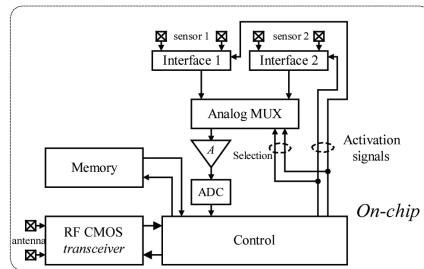 sensor 1 sensor 2
Interface 1 Interface 2
Analog MUX
A
Selection
Activation
signals
Memory
ADC
On-chip
antenna
RF CMOS
transceiver
Control